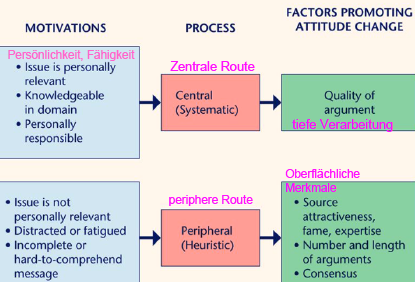 MOTIVATIONS
PROCESS
FACTORS PROMOTING
ATTITUDE CHANGE
Persönlichkeit, Fähigkeit
• Issue is personally
relevant
• Knowledgeable
in domain
• Personally
responsible
Zentrale Route
Central
(Systematic)
Quality of
argument
tiefe Verarbeitung
• Issue is not
personally relevant
• Distracted or fatigued
• Incomplete or
hard-to-comprehend
message
periphere Route
Peripheral
(Heuristic)
Oberflächliche
Merkmale
• Source
attractiveness,
fame, expertise
• Number and length
of arguments
• Consensus